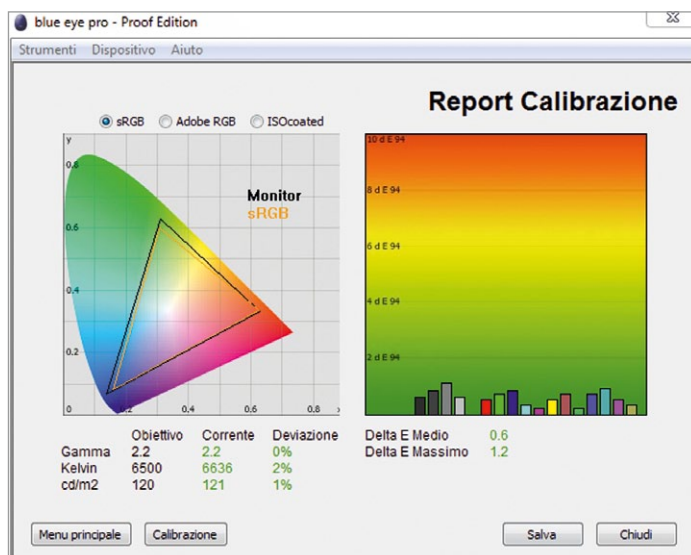 blue eye pro - Proof Edition
Strumenti Dispositivo Aiuto
Report Calibrazione
sRGB Adobe RGB ISOcoated
y
0.8
0.6
0.4
0.2
0 0.2 0.4 0.6 0.8 x
Monitor
sRGB
10 d E 94
8 d E 94
6 d E 94
4 d E 94
2 d E 94
Obiettivo Corrente Deviazione
Gamma 2.2 2.2 0%
Kelvin 6500 6636 2%
cd/m2 120 121 1%
Delta E Medio 0.6
Delta E Massimo 1.2
Menu principale Calibrazione Salva Chiudi